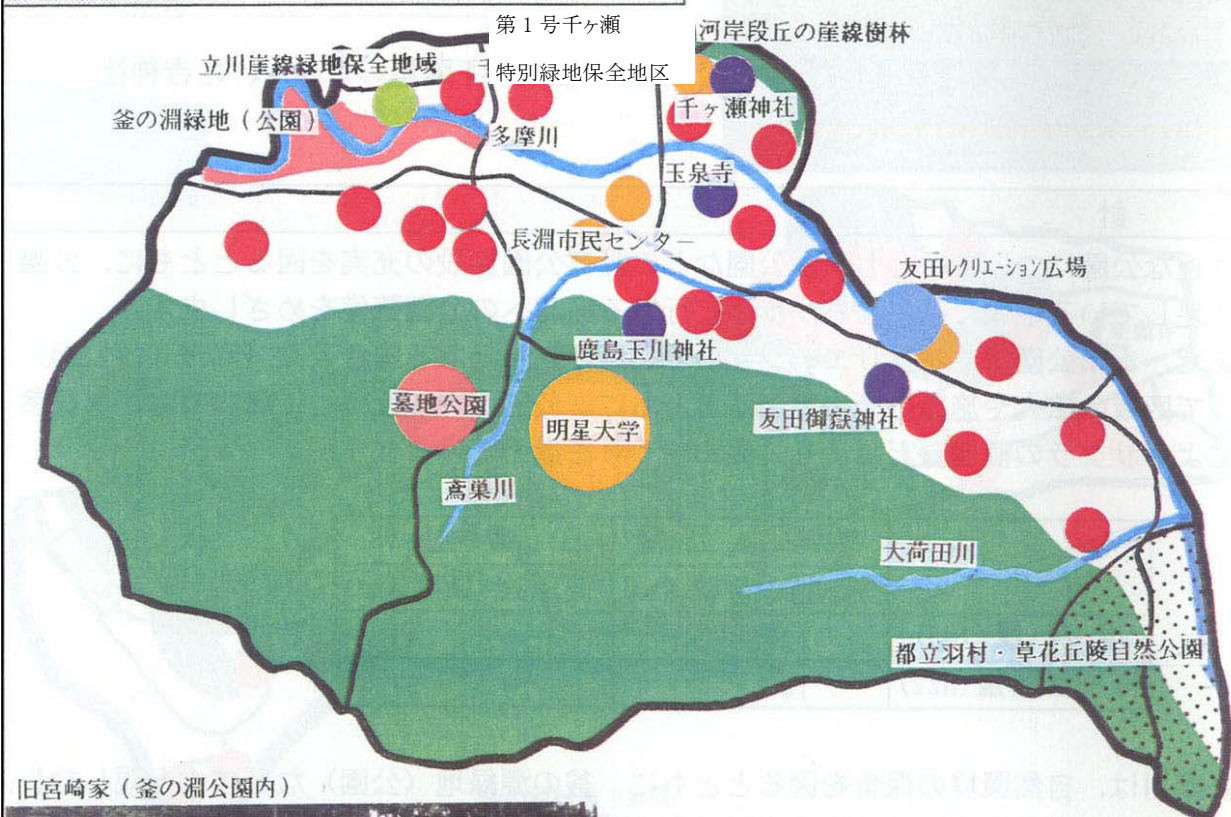 第1号千ヶ瀬
特別緑地保全地区
河岸段丘の崖線樹林
立川崖線緑地保全地域
釜の淵緑地（公園）
千ヶ瀬神社
多摩川
玉泉寺
長淵市民センター
友田レクリエーション広場
鹿島玉川神社
墓地公園
明星大学
友田御嶽神社
鳶巣川
大荷田川
都立羽村・草花丘陵自然公園
旧宮崎家（釜の淵公園内）